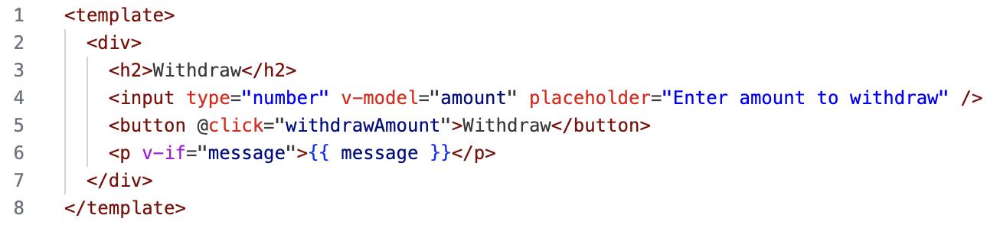 1 <template>
2 <div>
3 <h2>Withdraw</h2>
4 <input type="number" v-model="amount" placeholder="Enter amount to withdraw" />
5 <button @click="withdrawAmount">Withdraw</button>
6 <p v-if="message">{{ message }}</p>
7 </div>
8 </template>